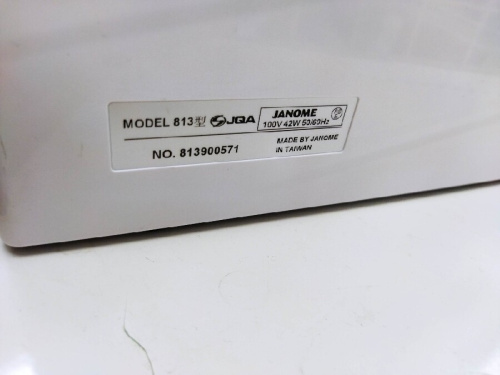 MODEL 813型 JQA JANOME
100V 42W 50/60Hz
NO. 813900571 MADE BY JANOME
IN TAIWAN